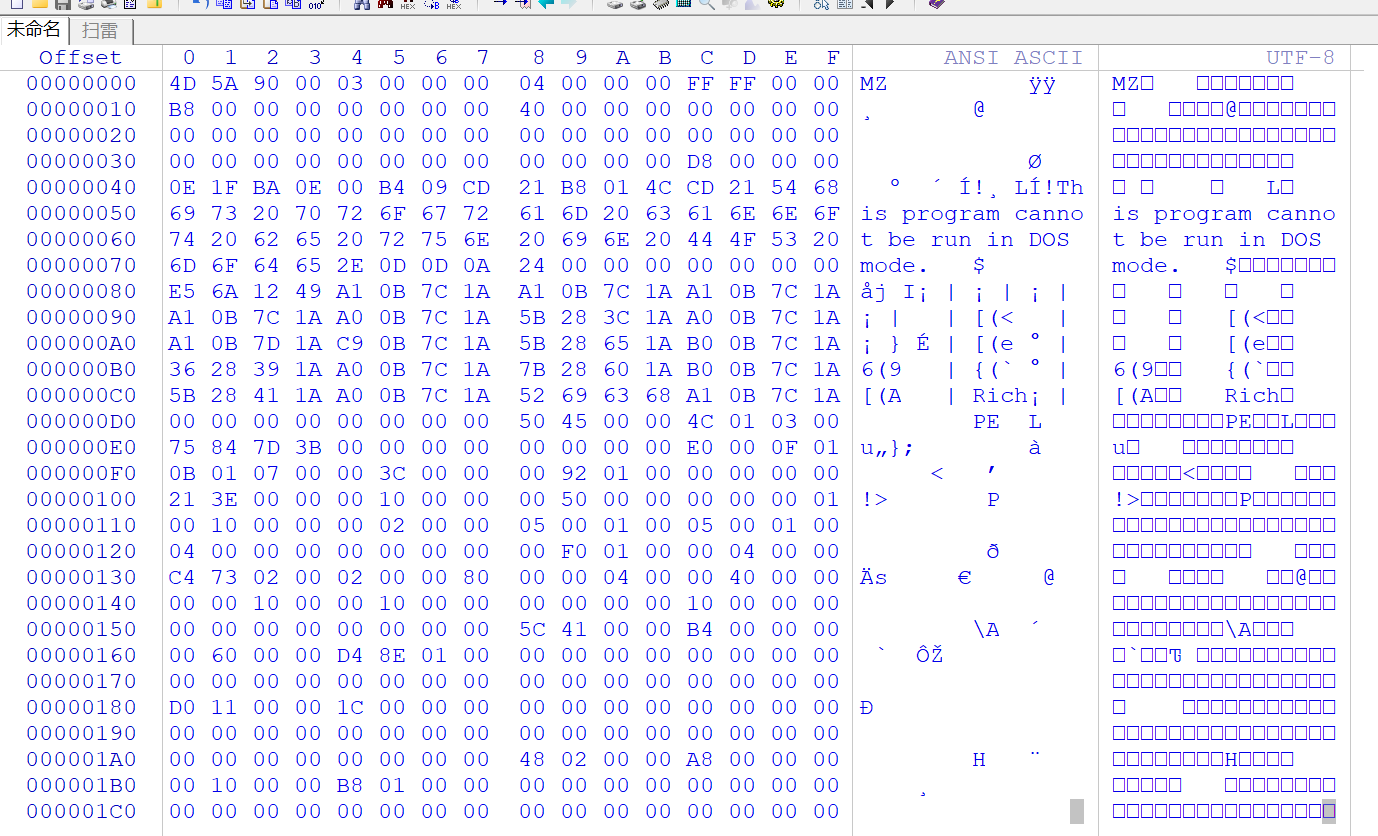 未命名 扫雷
Offset 0 1 2 3 4 5 6 7 8 9 A B C D E F ANSI ASCII UTF-8
00000000 4D 5A 90 00 03 00 00 00 04 00 00 00 FF FF 00 00 MZ ÿÿ MZ□ □□□□□□□
00000010 B8 00 00 00 00 00 00 00 40 00 00 00 00 00 00 00 ¸ @ □ □□□□@□□□□□□□
00000020 00 00 00 00 00 00 00 00 00 00 00 00 00 00 00 00 □□□□□□□□□□□□□□□□
00000030 00 00 00 00 00 00 00 00 00 00 00 00 D8 00 00 00 Ø □□□□□□□□□□□□□
00000040 0E 1F BA 0E 00 B4 09 CD 21 B8 01 4C CD 21 54 68 º ´ Í!¸ LÍ!Th □ □ □ L□
00000050 69 73 20 70 72 6F 67 72 61 6D 20 63 61 6E 6E 6F is program canno is program canno
00000060 74 20 62 65 20 72 75 6E 20 69 6E 20 44 4F 53 20 t be run in DOS t be run in DOS
00000070 6D 6F 64 65 2E 0D 0D 0A 24 00 00 00 00 00 00 00 mode. $ mode. $□□□□□□□
00000080 E5 6A 12 49 A1 0B 7C 1A A1 0B 7C 1A A1 0B 7C 1A åj I¡ | ¡ | ¡ | □ □ □ □
00000090 A1 0B 7C 1A A0 0B 7C 1A 5B 28 3C 1A A0 0B 7C 1A ¡ | | [(< | □ □ [(<□□
000000A0 A1 0B 7D 1A C9 0B 7C 1A 5B 28 65 1A B0 0B 7C 1A ¡ } É | [(e ° | □ □ [(e□□
000000B0 36 28 39 1A A0 0B 7C 1A 7B 28 60 1A B0 0B 7C 1A 6(9 | {(` ° | 6(9□□ {(`□□
000000C0 5B 28 41 1A A0 0B 7C 1A 52 69 63 68 A1 0B 7C 1A [(A | Rich¡ | [(A□□ Rich□
000000D0 00 00 00 00 00 00 00 00 50 45 00 00 4C 01 03 00 PE L □□□□□□□□PE□□L□□□
000000E0 75 84 7D 3B 00 00 00 00 00 00 00 00 E0 00 0F 01 u„}; à u□ □□□□□□□□
000000F0 0B 01 07 00 00 3C 00 00 00 92 01 00 00 00 00 00 < ’ □□□□□<□□□□ □□□
00000100 21 3E 00 00 00 10 00 00 00 50 00 00 00 00 00 01 !> P !>□□□□□□□P□□□□□□
00000110 00 10 00 00 00 02 00 00 05 00 01 00 05 00 01 00 □□□□□□□□□□□□□□□□
00000120 04 00 00 00 00 00 00 00 00 F0 01 00 00 04 00 00 ð □□□□□□□□□□ □□□
00000130 C4 73 02 00 02 00 00 80 00 00 04 00 00 40 00 00 Äs € @ □ □□□□ □□@□□
00000140 00 00 10 00 00 10 00 00 00 00 00 00 10 00 00 00 □□□□□□□□□□□□□□□□
00000150 00 00 00 00 00 00 00 00 5C 41 00 00 B4 00 00 00 \A ´ □□□□□□□□\A□□□
00000160 00 60 00 00 D4 8E 01 00 00 00 00 00 00 00 00 00 ` ÔŽ □`□□Ԏ □□□□□□□□□□
00000170 00 00 00 00 00 00 00 00 00 00 00 00 00 00 00 00 □□□□□□□□□□□□□□□□
00000180 D0 11 00 00 1C 00 00 00 00 00 00 00 00 00 00 00 Ð □ □□□□□□□□□□□
00000190 00 00 00 00 00 00 00 00 00 00 00 00 00 00 00 00 □□□□□□□□□□□□□□□□
000001A0 00 00 00 00 00 00 00 00 48 02 00 00 A8 00 00 00 H ¨ □□□□□□□□H□□□□
000001B0 00 10 00 00 B8 01 00 00 00 00 00 00 00 00 00 00 ¸ □□□□□ □□□□□□□□
000001C0 00 00 00 00 00 00 00 00 00 00 00 00 00 00 00 00 □□□□□□□□□□□□□□□□